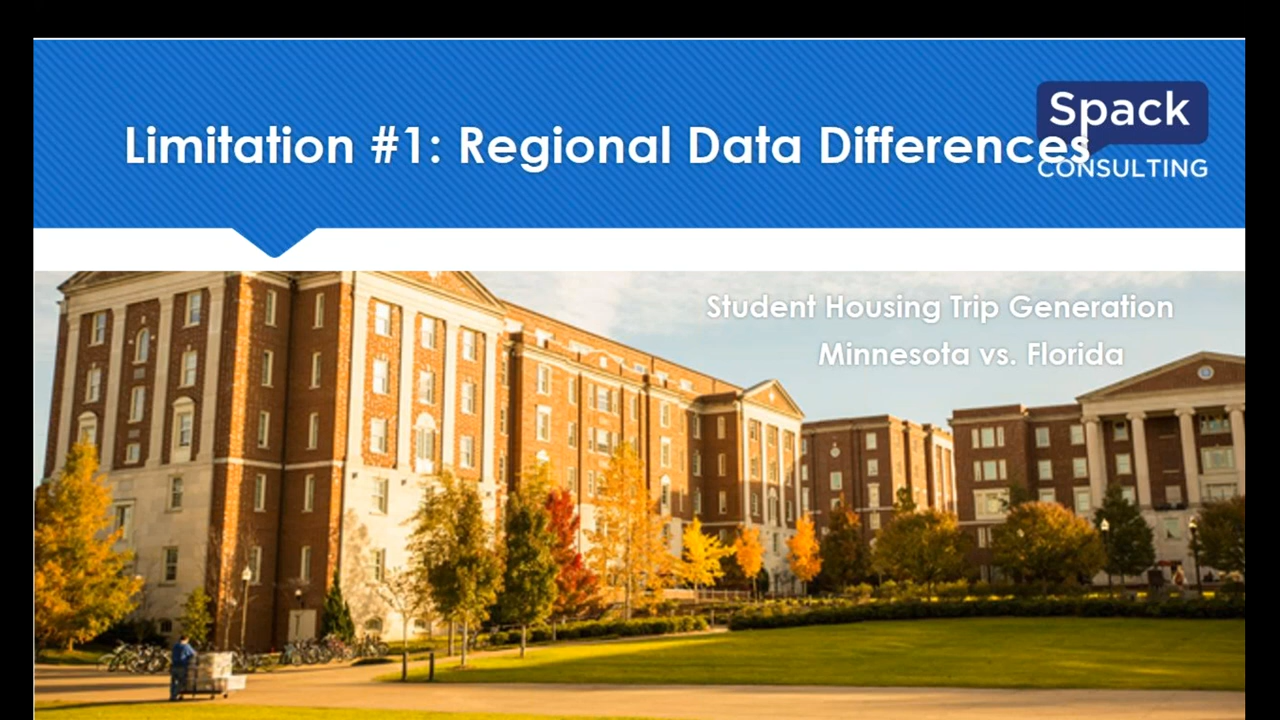 Limitation #1: Regional Data Differences
Spack
CONSULTING
Student Housing Trip Generation
Minnesota vs. Florida